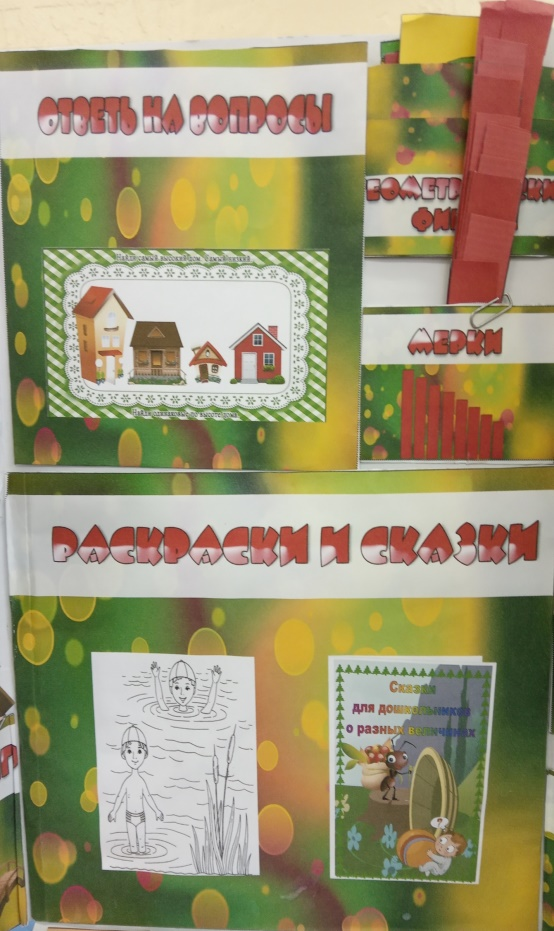 ОТВЕТЬ НА ВОПРОСЫ
Найди самый высокий дом, самый низкий
Найди одинаковые по высоте дома
МЕРКИ
РАСКРАСКИ И СКАЗКИ
Сказки
для дошкольников
о разных величинах